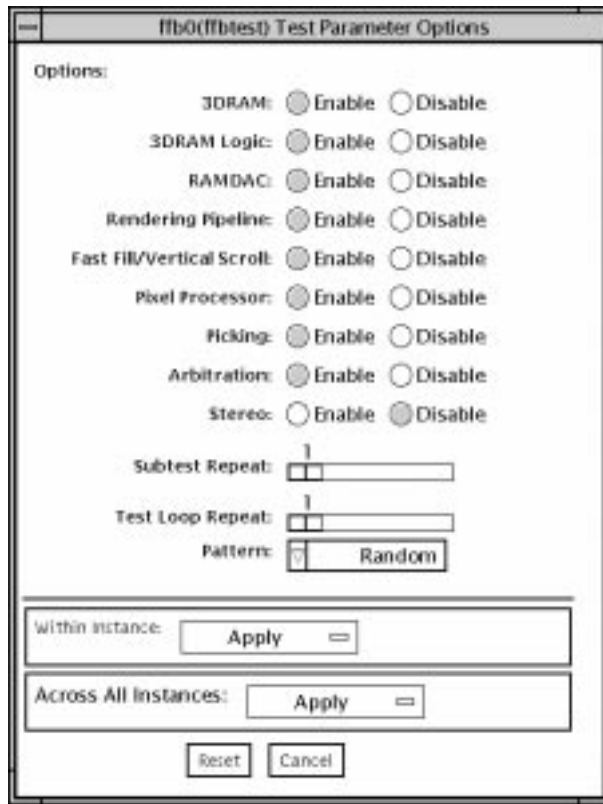 ffb0(ffbtest) Test Parameter Options
Options:
3DRAM: Enable Disable
3DRAM Logic: Enable Disable
RAMDAC: Enable Disable
Rendering Pipeline: Enable Disable
Fast Fill/Vertical Scroll: Enable Disable
Pixel Processor: Enable Disable
Picking: Enable Disable
Arbitration: Enable Disable
Stereo: Enable Disable
1
Subtest Repeat:
1
Test Loop Repeat:
Pattern: Random
Within Instance: Apply
Across All Instances: Apply
Reset Cancel